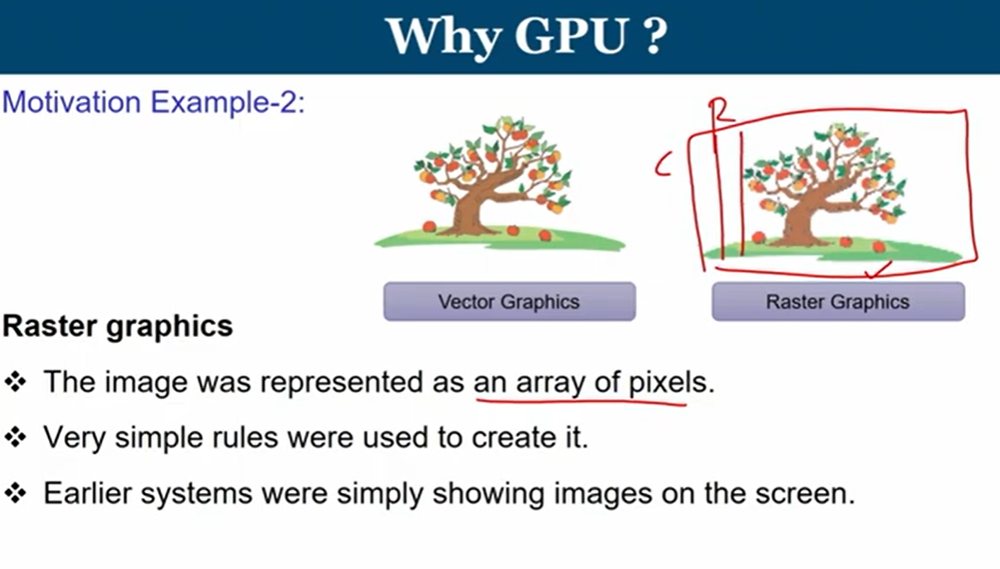 Why GPU ?
Motivation Example-2:
R
C
Vector Graphics
Raster Graphics
Raster graphics
❖ The image was represented as an array of pixels.
❖ Very simple rules were used to create it.
❖ Earlier systems were simply showing images on the screen.